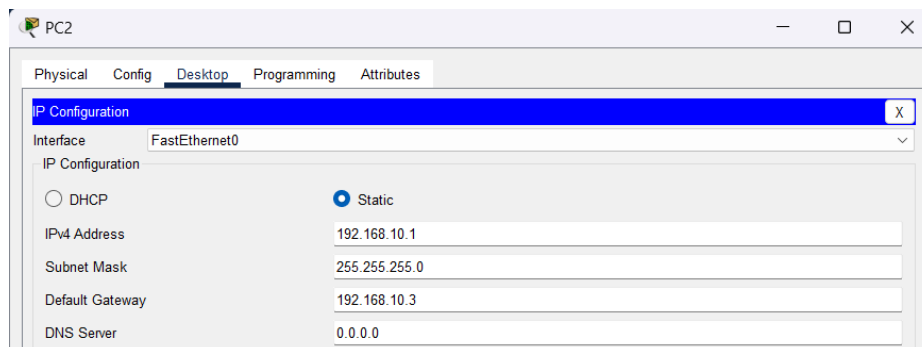 PC2
Physical Config Desktop Programming Attributes
IP Configuration X
Interface FastEthernet0
IP Configuration
DHCP Static
IPv4 Address 192.168.10.1
Subnet Mask 255.255.255.0
Default Gateway 192.168.10.3
DNS Server 0.0.0.0